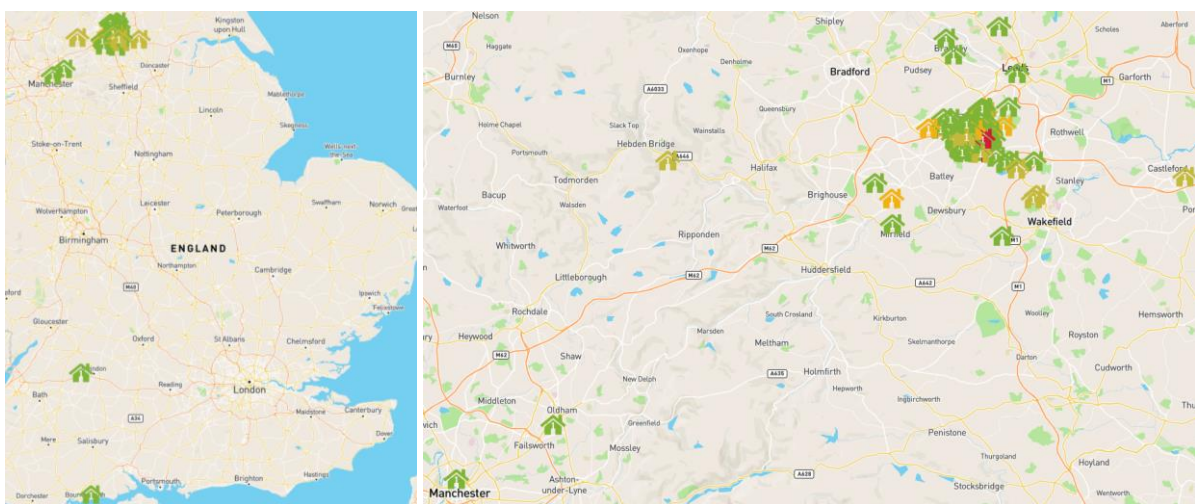 Kingston
upon Hull
Doncaster
Manchester
Sheffield
Mablethorpe
Lincoln
Skegness
Stoke-on-Trent
Nottingham
Wells-next-
the-Sea
Leicester
Swaffham
Norwich
Wolverhampton
Peterborough
Birmingham
ENGLAND
Northampton
Cambridge
M40
Ipswich
Felixstowe
Gloucester
Oxford
St Albans
Chelmsford
London
Bath
Reading
Maidstone
Canterbury
A34
Dover
Mere
Salisbury
Portsmouth
Brighton
Hastings
Dorchester
Nelson
Haggate
M65
Burnley
Oxenhope
Denholme
Shipley
Bradford
Pudsey
Leeds
Scholes
Aberford
Garforth
M1
A6033
Queensbury
Holme Chapel
Slack Top
Wainstalls
Hebden Bridge
A646
Portsmouth
Todmorden
Halifax
Rothwell
Castleford
Bacup
Walsden
Waterfoot
Brighouse
Batley
Stanley
Dewsbury
Wakefield
Whitworth
Ripponden
Mirfield
M1
M62
Littleborough
M62
Huddersfield
A642
Rochdale
M1
Heywood
Marsden
South Crosland
Kirkburton
Woolley
Hemsworth
M62
Shaw
Meltham
Skelmanthorpe
Royston
New Delph
A635
Holmfirth
Darton
Cudworth
Middleton
Oldham
Hepworth
Ingbirchworth
Failsworth
Greenfield
Mossley
Penistone
Thurgoland
Hoyland
Manchester
Ashton-
under-Lyne
A628
Stocksbridge
Wentworth